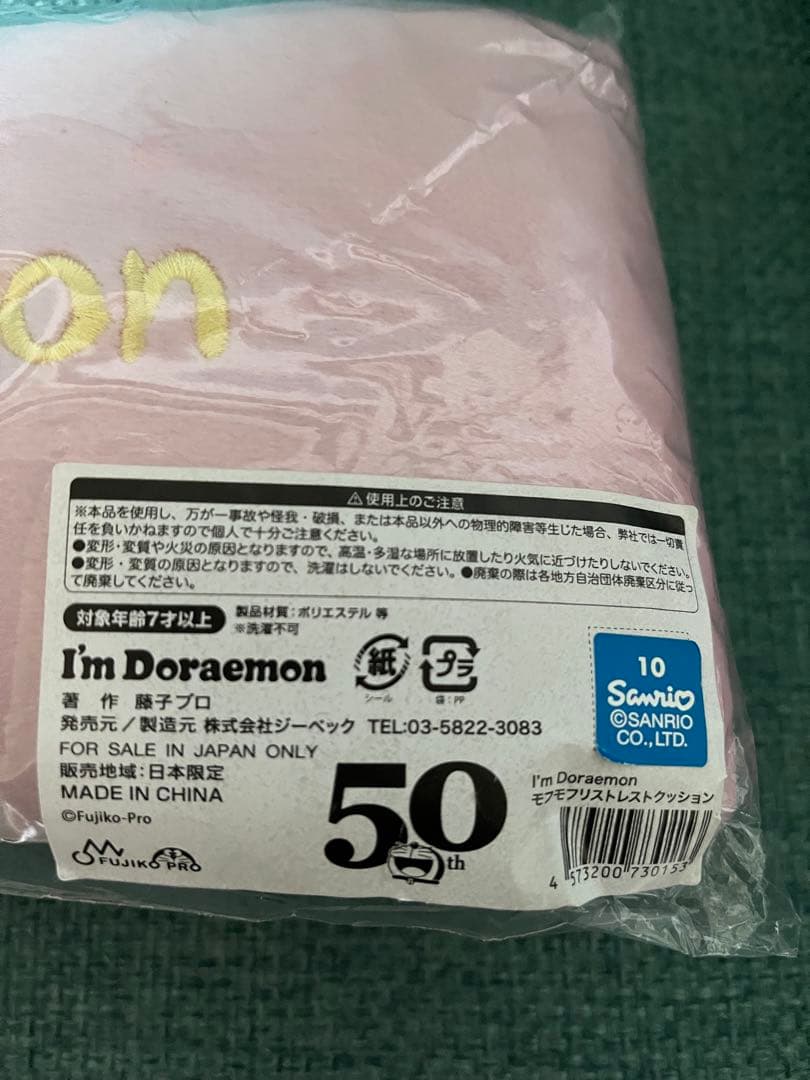 on
⚠使用上のご注意
※本品を使用し、万が一事故や怪我・破損、または本品以外への物理的障害等生じた場合、弊社では一切責
任を負いかねますので個人で十分ご注意ください。
●変形・変質や火災の原因となりますので、高温・多湿な場所に放置したり火気に近づけたりしないでください。
●変形・変質の原因となりますので、洗濯はしないでください。●廃棄の際は各地方自治団体廃棄区分に従っ
て廃棄してください。
対象年齢7才以上
製品材質：ポリエステル 等
※洗濯不可
I'm Doraemon
紙
シール
プラ
袋：PP
著 作 藤子プロ
発売元／製造元 株式会社ジーベック TEL:03-5822-3083
FOR SALE IN JAPAN ONLY
販売地域：日本限定
MADE IN CHINA
©Fujiko-Pro
FUJIKO PRO
50th
10
Sanrio
©SANRIO
CO.,LTD.
I'm Doraemon
モフモフリストレストクッション
4 573200 730153